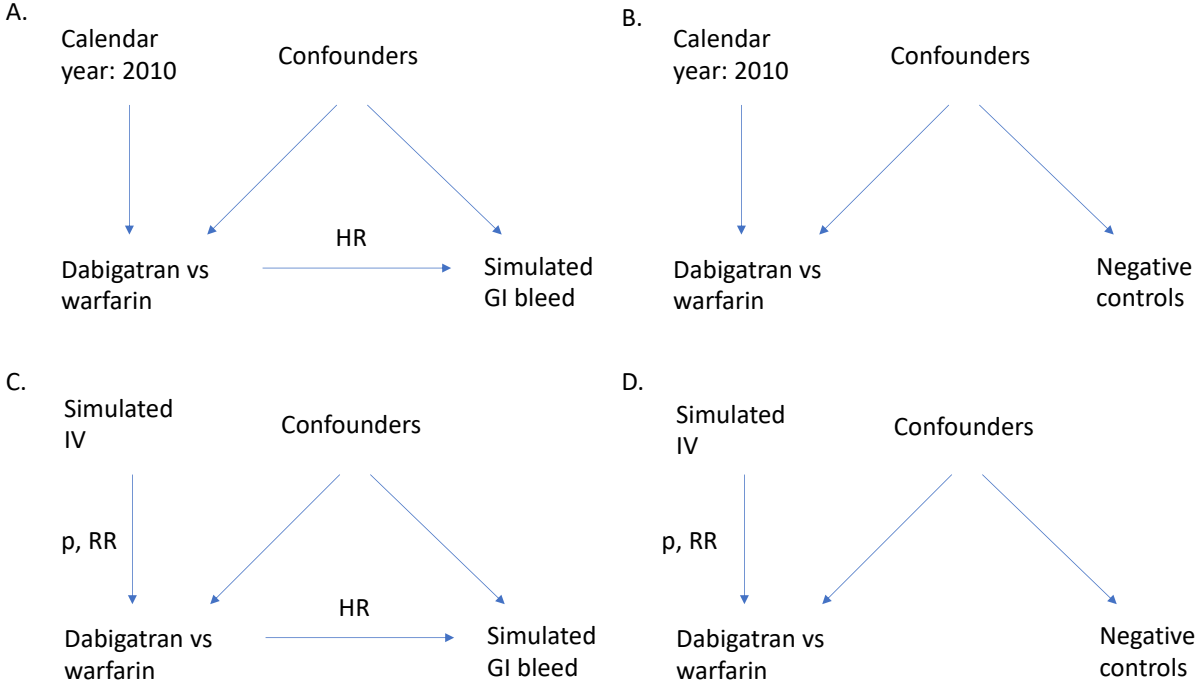 A.
Calendar
year: 2010
Confounders
HR
Dabigatran vs
warfarin
Simulated
GI bleed
B.
Calendar
year: 2010
Confounders
Dabigatran vs
warfarin
Negative
controls
C.
Simulated
IV
Confounders
p, RR
HR
Dabigatran vs
warfarin
Simulated
GI bleed
D.
Simulated
IV
Confounders
p, RR
Dabigatran vs
warfarin
Negative
controls